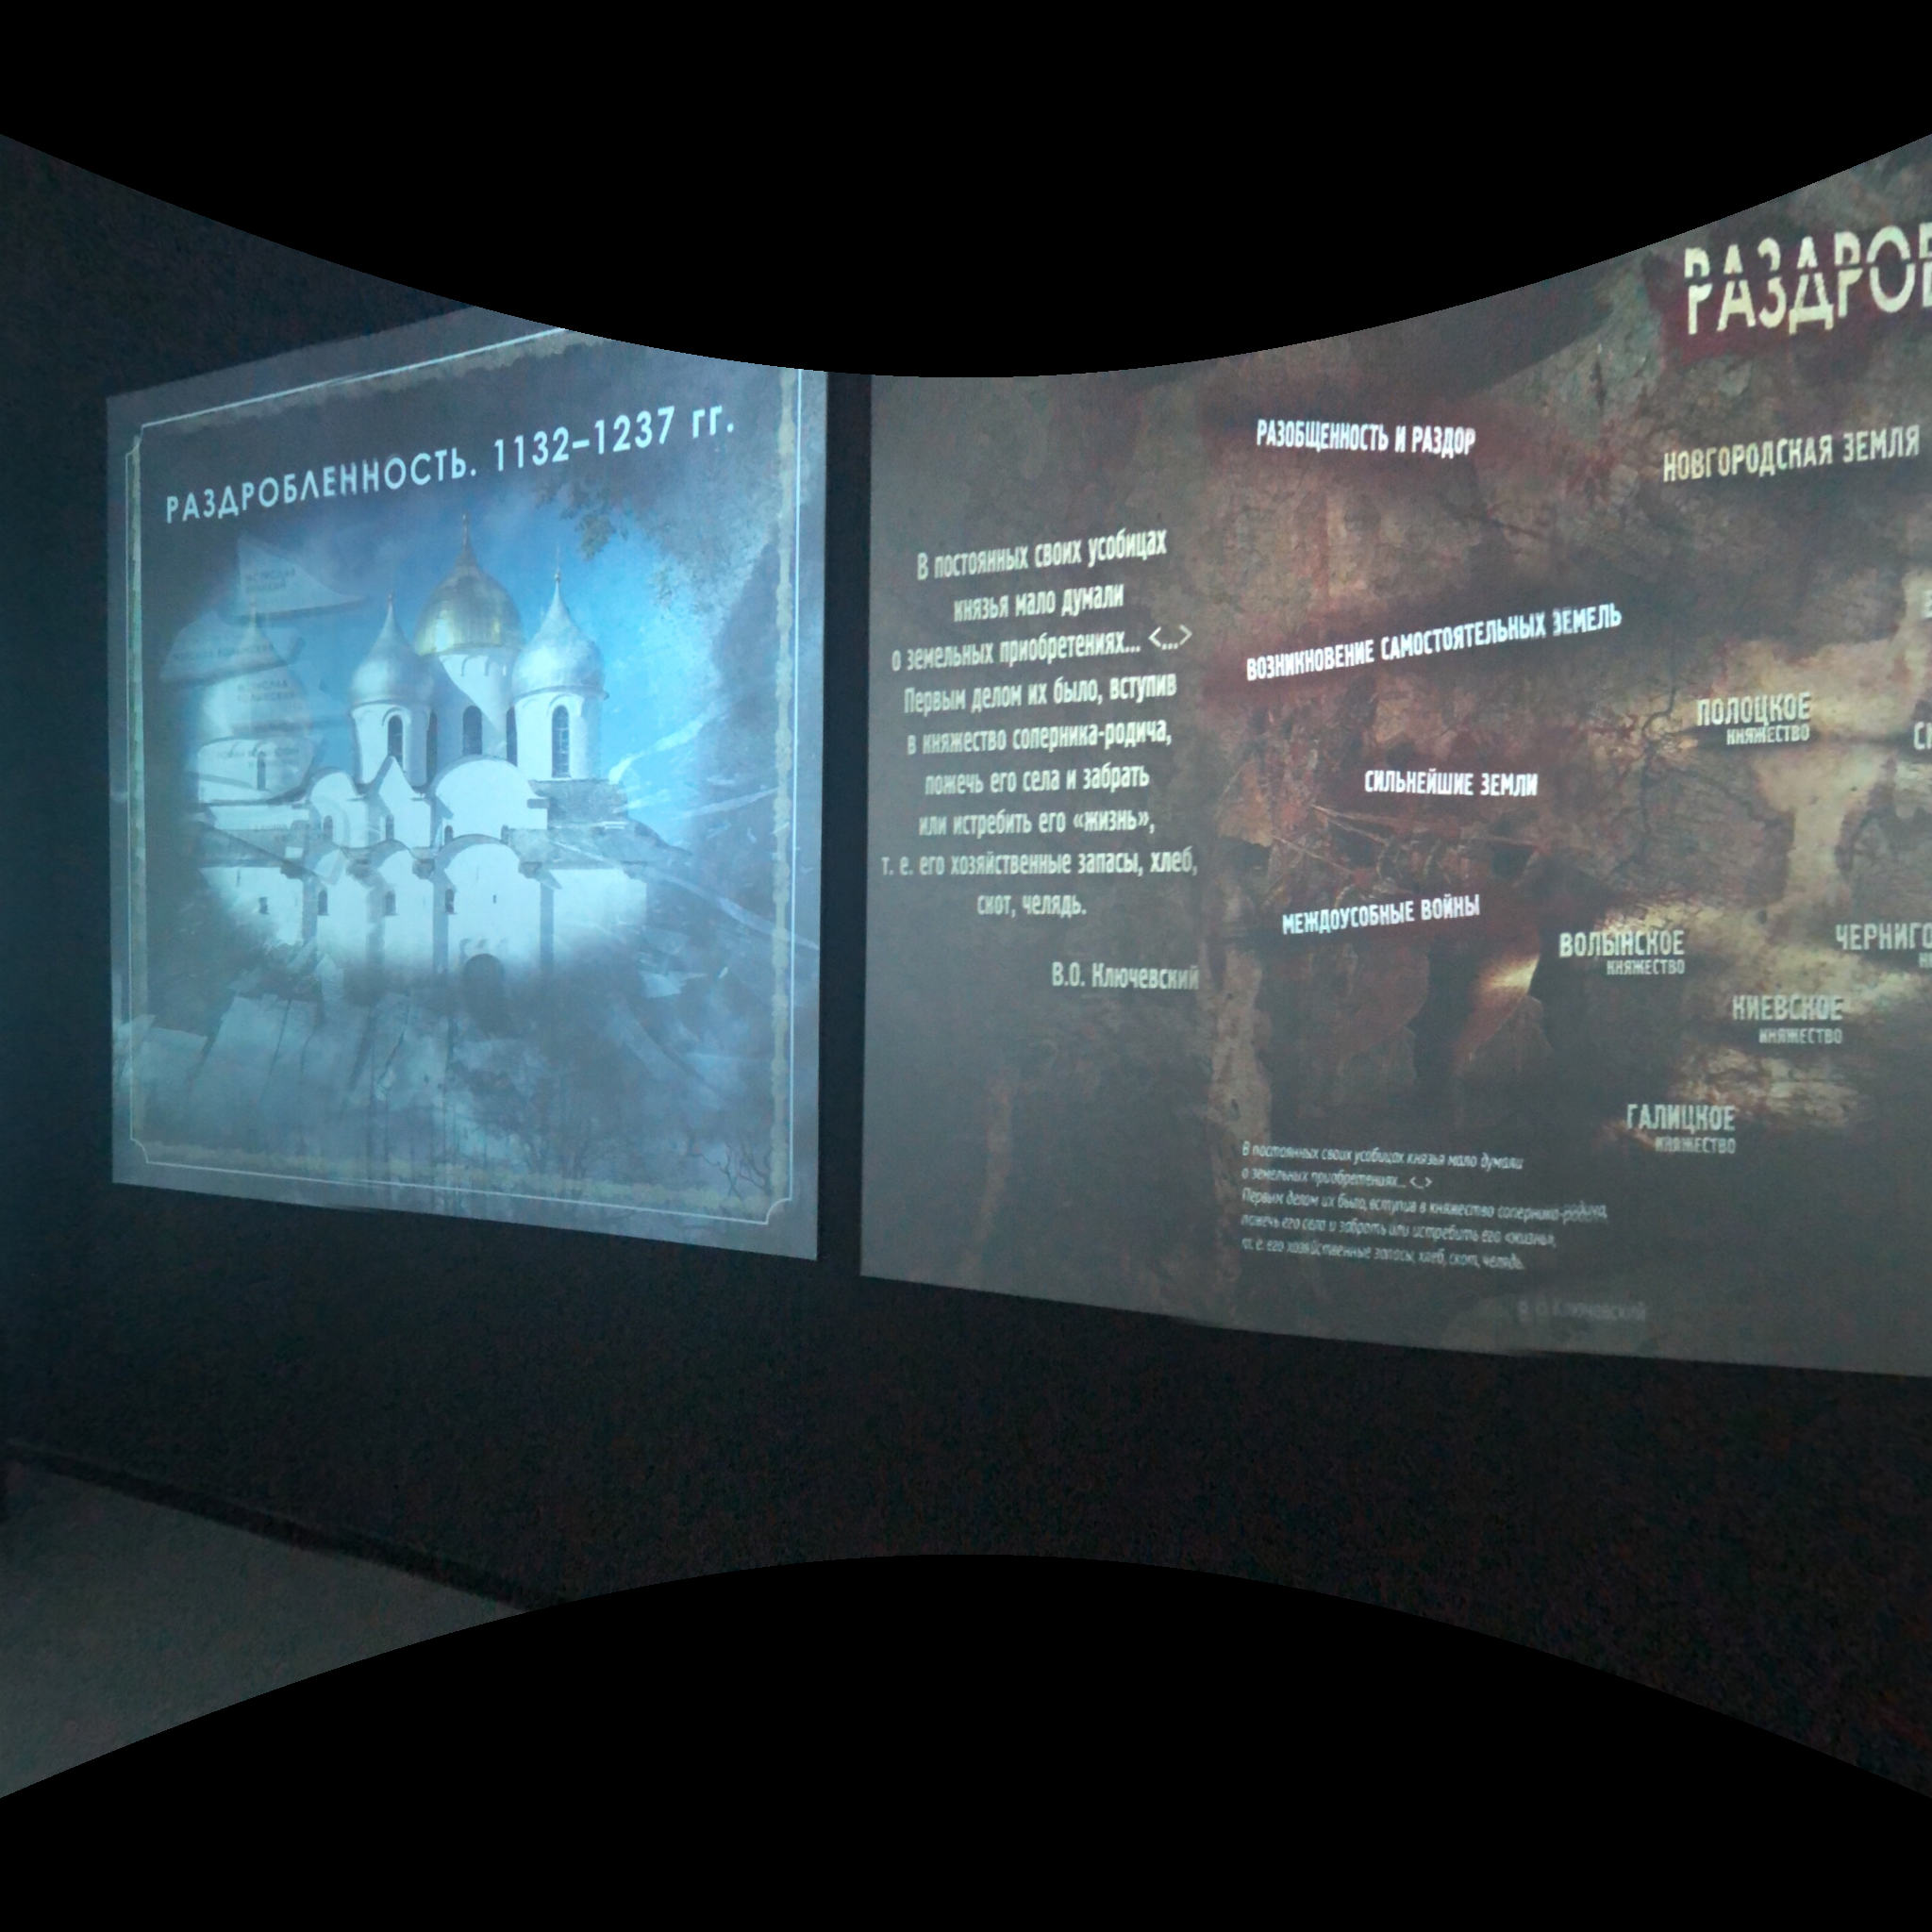 РАЗДРОБЛЕННОСТЬ. 1132–1237 гг.
В постоянных своих усобицах
князья мало думали
о земельных приобретениях... <...>
Первым делом их было, вступив
в княжество соперника-родича,
пожечь его села и забрать
или истребить его «жизнь»,
т. е. его хозяйственные запасы, хлеб,
скот, челядь.
В.О. Ключевский
РАЗОБЩЕННОСТЬ И РАЗДОР
ВОЗНИКНОВЕНИЕ САМОСТОЯТЕЛЬНЫХ ЗЕМЕЛЬ
СИЛЬНЕЙШИЕ ЗЕМЛИ
МЕЖДОУСОБНЫЕ ВОЙНЫ
В постоянных своих усобицах князья мало думали
о земельных приобретениях... <...>
Первым делом их было, вступив в княжество соперника-родича,
пожечь его села и забрать или истребить его «жизнь»,
т. е. его хозяйственные запасы, хлеб, скот, челядь.
В. О. Ключевский
РАЗДРОБ
НОВГОРОДСКАЯ ЗЕМЛЯ
ПОЛОЦКОЕ
КНЯЖЕСТВО
ВОЛЫНСКОЕ
КНЯЖЕСТВО
ЧЕРНИГО
КИЕВСКОЕ
КНЯЖЕСТВО
ГАЛИЦКОЕ
КНЯЖЕСТВО